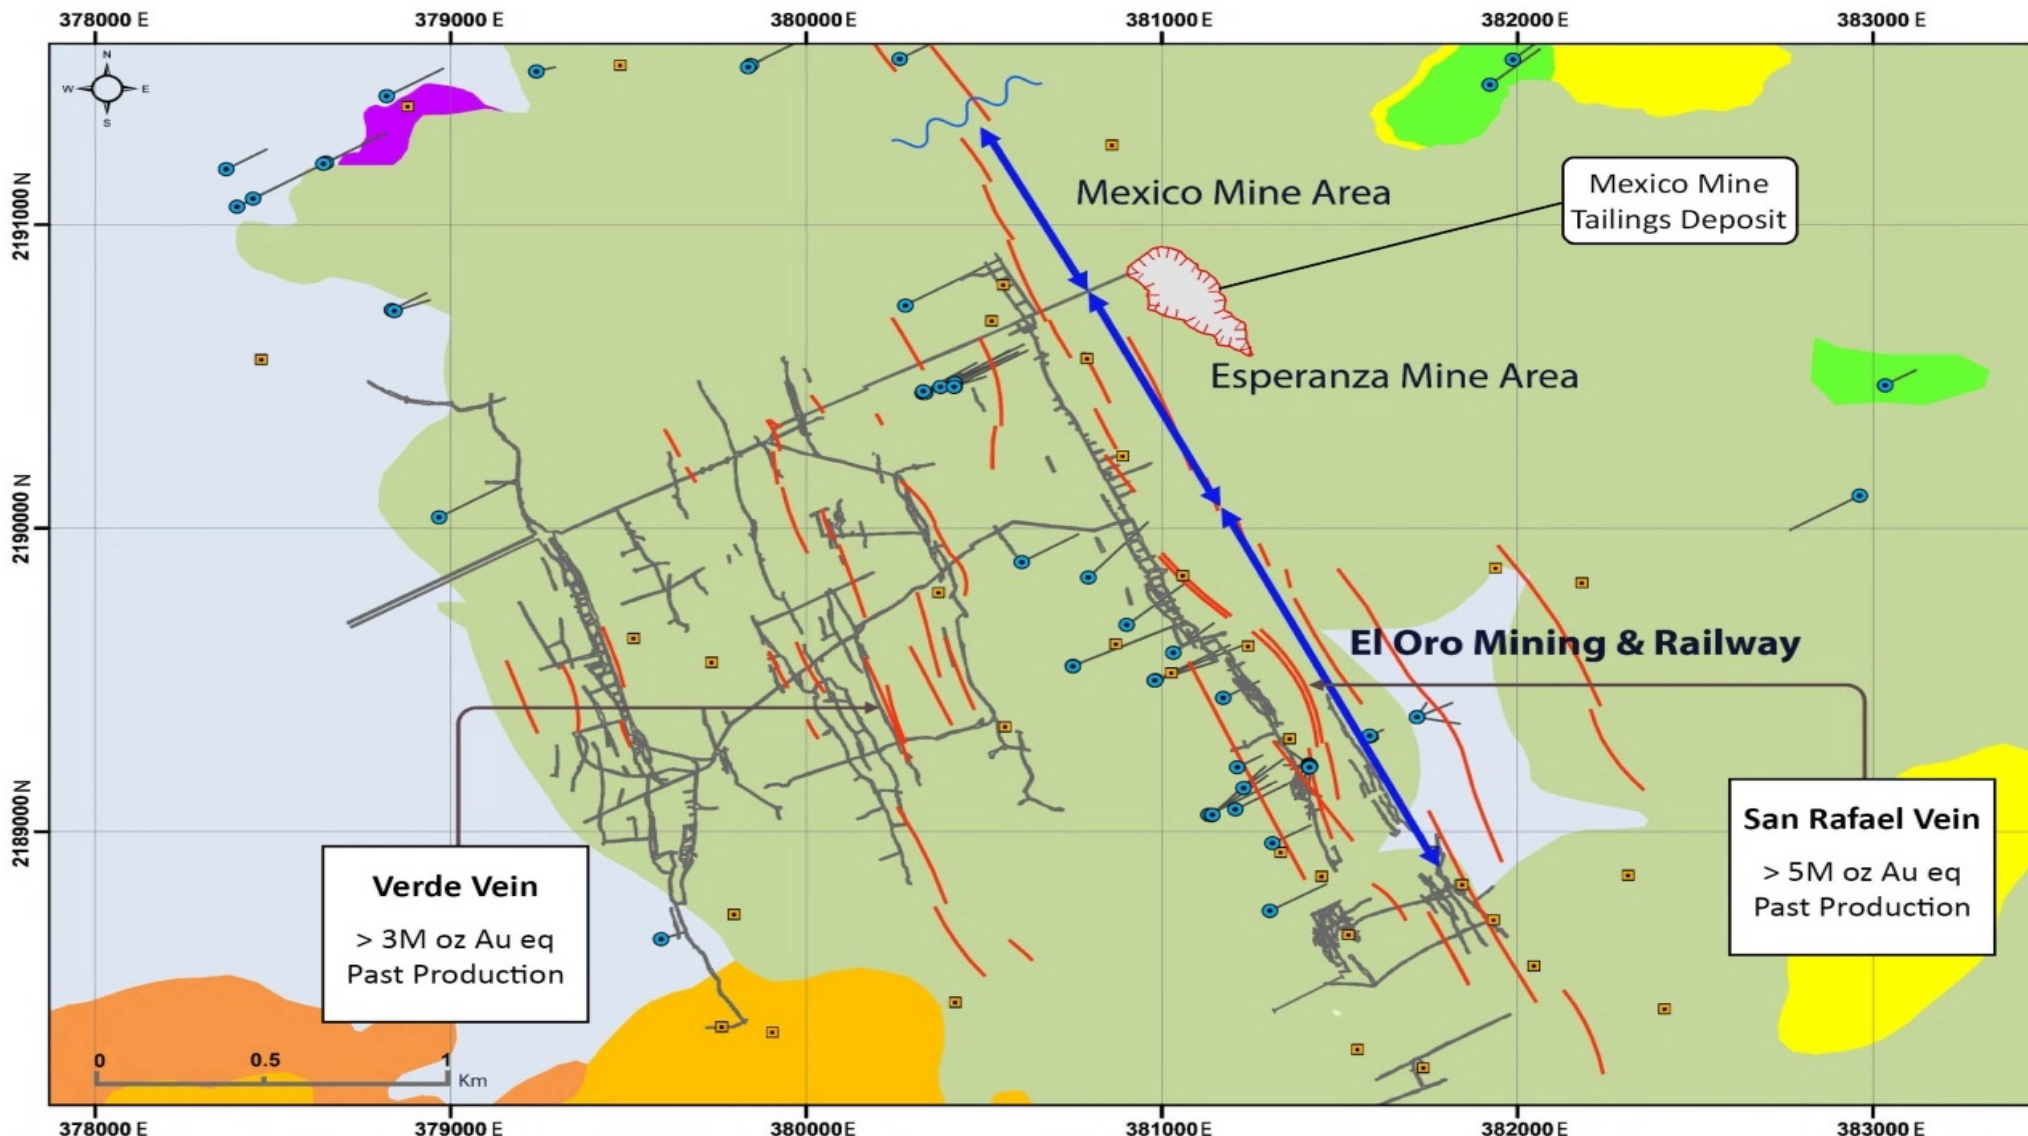 378000 E
379000 E
380000 E
381000 E
382000 E
383000 E
N
W E
S
2191000 N
2190000 N
2189000 N
Mexico Mine Area
Mexico Mine
Tailings Deposit
Esperanza Mine Area
El Oro Mining & Railway
Verde Vein
> 3M oz Au eq
Past Production
San Rafael Vein
> 5M oz Au eq
Past Production
0 0.5 1
Km
378000 E
379000 E
380000 E
381000 E
382000 E
383000 E